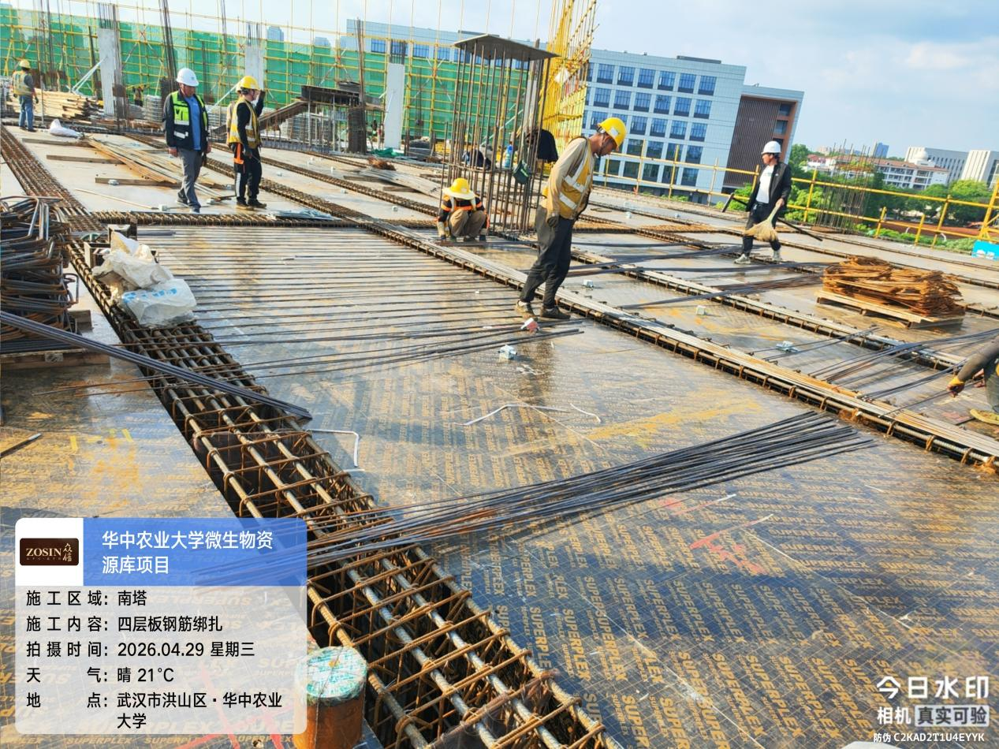 ZOSIN 众信
华中农业大学微生物资
源库项目
施工区域：南塔
施工内容：四层板钢筋绑扎
拍摄时间：2026.04.29 星期三
天气：晴 21℃
地点：武汉市洪山区·华中农业
大学
SUPERPLEX
SUPERPLEX
SUPERPLEX
SUPERPLEX
今日水印
相机 真实可验
防伪 C2KAD2T1U4EYYK